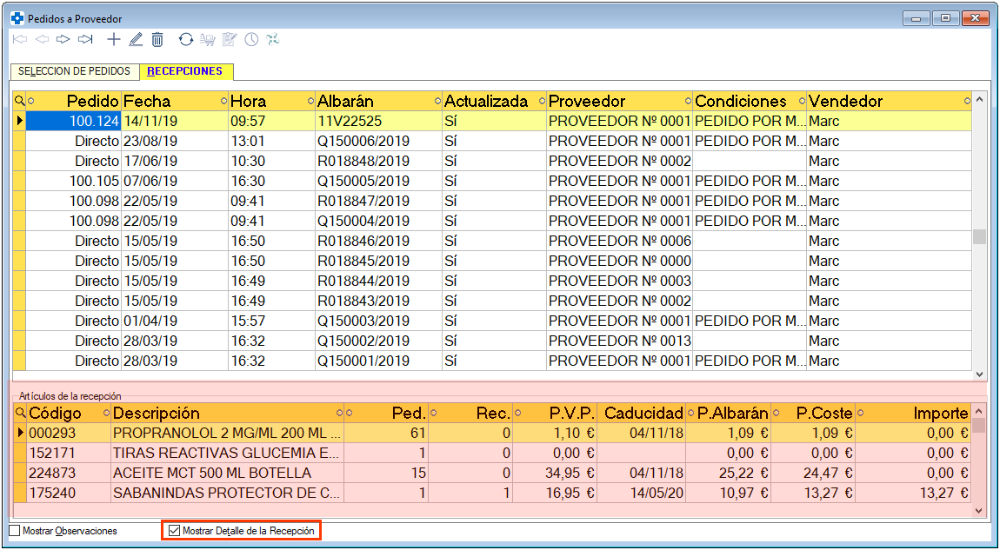 Pedidos a Proveedor
SELECCION DE PEDIDOS RECEPCIONES
Pedido Fecha Hora Albarán Actualizada Proveedor Condiciones Vendedor
100.124 14/11/19 09:57 11V22525 Sí PROVEEDOR Nº 0001 PEDIDO POR M... Marc
Directo 23/08/19 13:01 Q150006/2019 Sí PROVEEDOR Nº 0001 PEDIDO POR M... Marc
Directo 17/06/19 10:30 R018848/2019 Sí PROVEEDOR Nº 0002 Marc
100.105 07/06/19 16:30 Q150005/2019 Sí PROVEEDOR Nº 0001 PEDIDO POR M... Marc
100.098 22/05/19 09:41 R018847/2019 Sí PROVEEDOR Nº 0001 PEDIDO POR M... Marc
100.098 22/05/19 09:41 Q150004/2019 Sí PROVEEDOR Nº 0001 PEDIDO POR M... Marc
Directo 15/05/19 16:50 R018846/2019 Sí PROVEEDOR Nº 0006 Marc
Directo 15/05/19 16:50 R018845/2019 Sí PROVEEDOR Nº 0000 Marc
Directo 15/05/19 16:49 R018844/2019 Sí PROVEEDOR Nº 0003 Marc
Directo 15/05/19 16:49 R018843/2019 Sí PROVEEDOR Nº 0002 Marc
Directo 01/04/19 15:57 Q150003/2019 Sí PROVEEDOR Nº 0001 PEDIDO POR M... Marc
Directo 28/03/19 16:32 Q150002/2019 Sí PROVEEDOR Nº 0013 Marc
Directo 28/03/19 16:32 Q150001/2019 Sí PROVEEDOR Nº 0001 PEDIDO POR M... Marc
Artículos de la recepción
Código Descripción Ped. Rec. P.V.P. Caducidad P.Albarán P.Coste Importe
000293 PROPRANOLOL 2 MG/ML 200 ML ... 61 0 1,10 € 04/11/18 1,09 € 1,09 € 0,00 €
152171 TIRAS REACTIVAS GLUCEMIA E... 1 0 0,00 € 0,00 € 0,00 € 0,00 €
224873 ACEITE MCT 500 ML BOTELLA 15 0 34,95 € 04/11/18 25,22 € 24,47 € 0,00 €
175240 SABANINDAS PROTECTOR DE C... 1 1 16,95 € 14/05/20 10,97 € 13,27 € 13,27 €
Mostrar Observaciones Mostrar Detalle de la Recepción